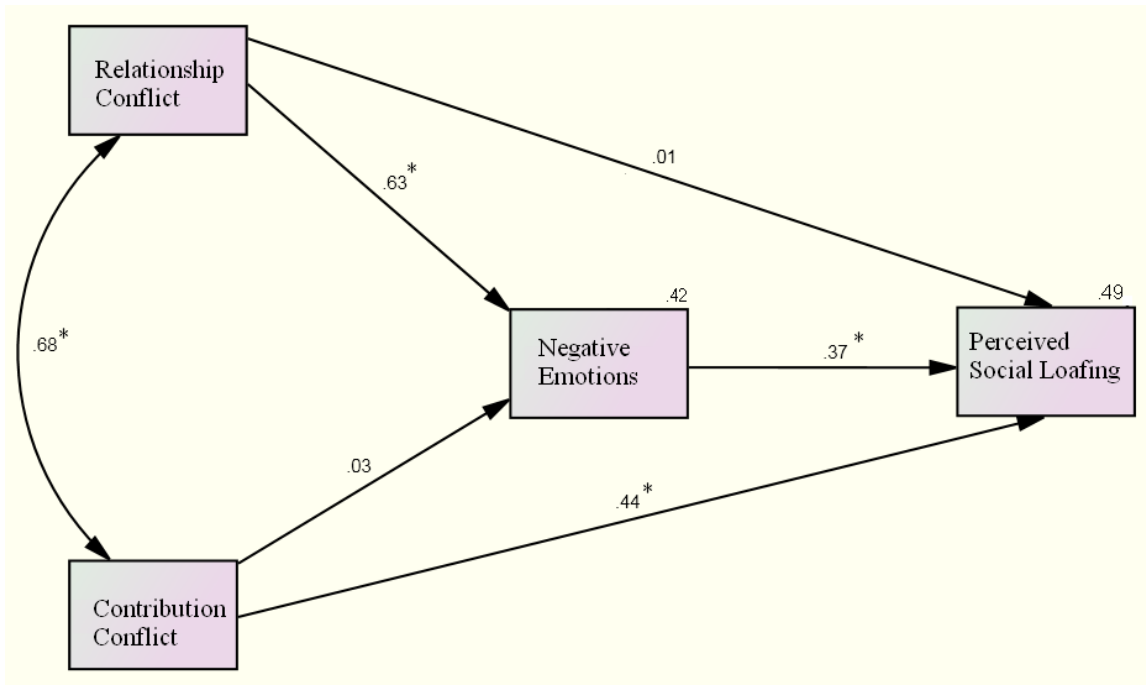 Relationship
Conflict
.01
.63*
.68*
.42
.49
Negative
Emotions
.37 *
Perceived
Social Loafing
.03
.44*
Contribution
Conflict